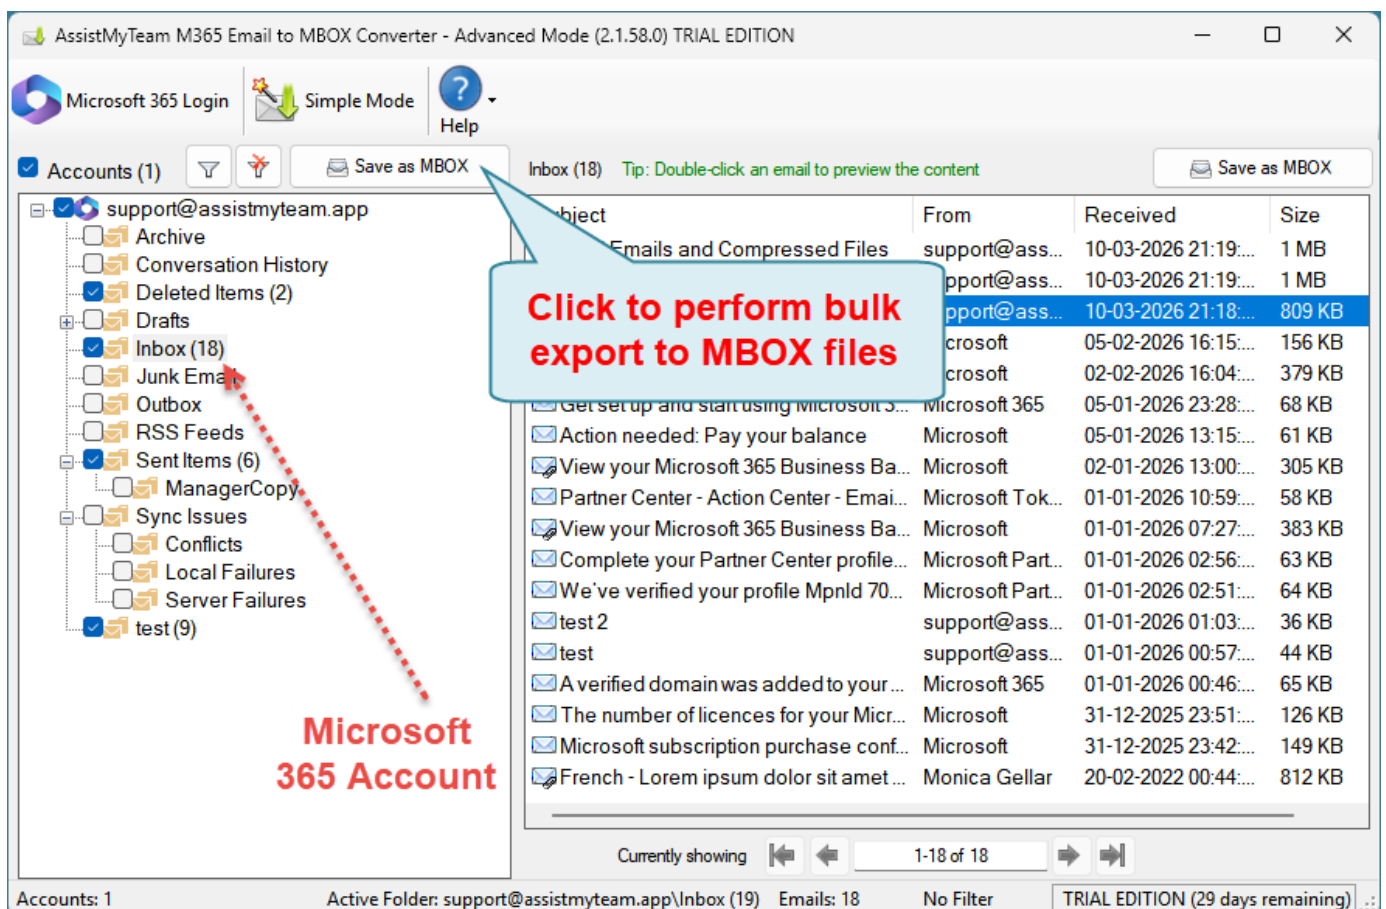 AssistMyTeam M365 Email to MBOX Converter - Advanced Mode (2.1.58.0) TRIAL EDITION
Microsoft 365 Login
Simple Mode
Help
Accounts (1)
Save as MBOX
Inbox (18)
Tip: Double-click an email to preview the content
Save as MBOX
support@assistmyteam.app
Archive
Conversation History
Deleted Items (2)
Drafts
Inbox (18)
Junk Email
Outbox
RSS Feeds
Sent Items (6)
ManagerCopy
Sync Issues
Conflicts
Local Failures
Server Failures
test (9)
Click to perform bulk
export to MBOX files
Microsoft
365 Account
From Received Size
Emails and Compressed Files support@ass... 10-03-2026 21:19:... 1 MB
10-03-2026 21:19:... 1 MB
10-03-2026 21:18:... 809 KB
05-02-2026 16:15:... 156 KB
02-02-2026 16:04:... 379 KB
Get set up and start using Microsoft 3... Microsoft 365 05-01-2026 23:28:... 68 KB
Action needed: Pay your balance Microsoft 05-01-2026 13:15:... 61 KB
View your Microsoft 365 Business Ba... Microsoft 02-01-2026 13:00:... 305 KB
Partner Center - Action Center - Emai... Microsoft Tok... 01-01-2026 10:59:... 58 KB
View your Microsoft 365 Business Ba... Microsoft 01-01-2026 07:27:... 383 KB
Complete your Partner Center profile... Microsoft Part... 01-01-2026 02:56:... 63 KB
We've verified your profile MpnId 70... Microsoft Part... 01-01-2026 02:51:... 64 KB
test 2 support@ass... 01-01-2026 01:03:... 36 KB
test support@ass... 01-01-2026 00:57:... 44 KB
A verified domain was added to your ... Microsoft 365 01-01-2026 00:46:... 65 KB
The number of licences for your Micr... Microsoft 31-12-2025 23:51:... 126 KB
Microsoft subscription purchase conf... Microsoft 31-12-2025 23:42:... 149 KB
French - Lorem ipsum dolor sit amet ... Monica Gellar 20-02-2022 00:44:... 812 KB
Currently showing 1-18 of 18
Accounts: 1 Active Folder: support@assistmyteam.app\Inbox (19) Emails: 18 No Filter TRIAL EDITION (29 days remaining)